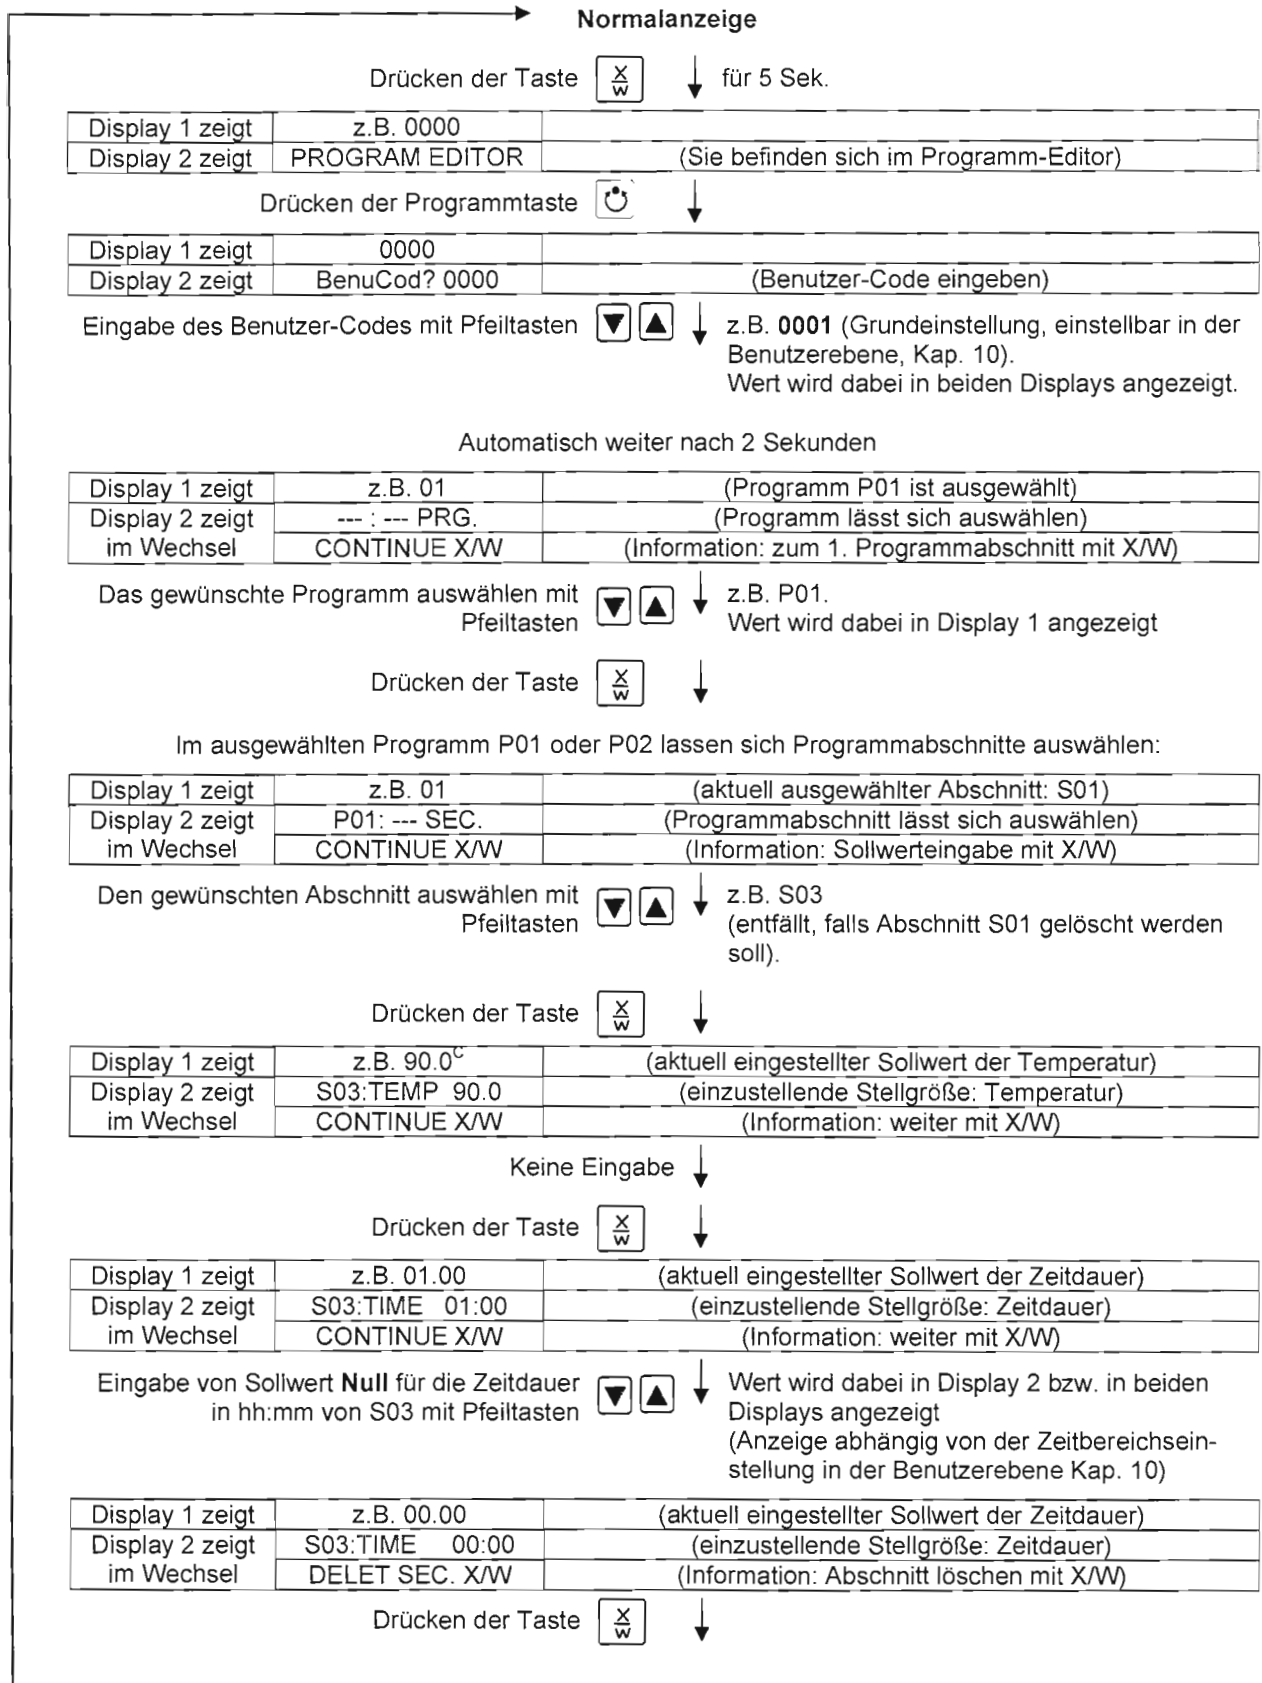 Normalanzeige
Drücken der Taste X/W für 5 Sek.
Display 1 zeigt z.B. 0000
Display 2 zeigt PROGRAM EDITOR (Sie befinden sich im Programm-Editor)
Drücken der Programmtaste
Display 1 zeigt 0000
Display 2 zeigt BenuCod? 0000 (Benutzer-Code eingeben)
Eingabe des Benutzer-Codes mit Pfeiltasten z.B. 0001 (Grundeinstellung, einstellbar in der
Benutzerebene, Kap. 10).
Wert wird dabei in beiden Displays angezeigt.
Automatisch weiter nach 2 Sekunden
Display 1 zeigt z.B. 01 (Programm P01 ist ausgewählt)
Display 2 zeigt --- : --- PRG. (Programm lässt sich auswählen)
im Wechsel CONTINUE X/W (Information: zum 1. Programmabschnitt mit X/W)
Das gewünschte Programm auswählen mit z.B. P01.
Pfeiltasten Wert wird dabei in Display 1 angezeigt
Drücken der Taste X/W
Im ausgewählten Programm P01 oder P02 lassen sich Programmabschnitte auswählen:
Display 1 zeigt z.B. 01 (aktuell ausgewählter Abschnitt: S01)
Display 2 zeigt P01: --- SEC. (Programmabschnitt lässt sich auswählen)
im Wechsel CONTINUE X/W (Information: Sollwerteingabe mit X/W)
Den gewünschten Abschnitt auswählen mit z.B. S03
Pfeiltasten (entfällt, falls Abschnitt S01 gelöscht werden
soll).
Drücken der Taste X/W
Display 1 zeigt z.B. 90.0C (aktuell eingestellter Sollwert der Temperatur)
Display 2 zeigt S03:TEMP 90.0 (einzustellende Stellgröße: Temperatur)
im Wechsel CONTINUE X/W (Information: weiter mit X/W)
Keine Eingabe
Drücken der Taste X/W
Display 1 zeigt z.B. 01.00 (aktuell eingestellter Sollwert der Zeitdauer)
Display 2 zeigt S03:TIME 01:00 (einzustellende Stellgröße: Zeitdauer)
im Wechsel CONTINUE X/W (Information: weiter mit X/W)
Eingabe von Sollwert Null für die Zeitdauer Wert wird dabei in Display 2 bzw. in beiden
in hh:mm von S03 mit Pfeiltasten Displays angezeigt
(Anzeige abhängig von der Zeitbereichsein-
stellung in der Benutzerebene Kap. 10)
Display 1 zeigt z.B. 00.00 (aktuell eingestellter Sollwert der Zeitdauer)
Display 2 zeigt S03:TIME 00:00 (einzustellende Stellgröße: Zeitdauer)
im Wechsel DELET SEC. X/W (Information: Abschnitt löschen mit X/W)
Drücken der Taste X/W